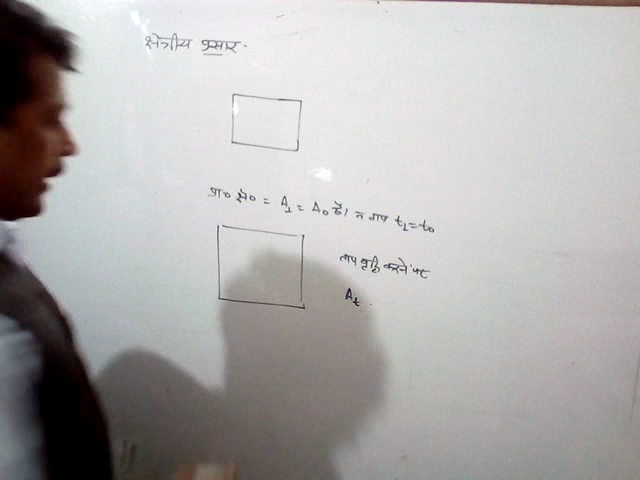 क्षेत्रीय प्रसार-
प्रा० क्षे० = A₁ = A₀ है। व ताप t₁=t₀
ताप वृद्धि करने पर
Aₜ.